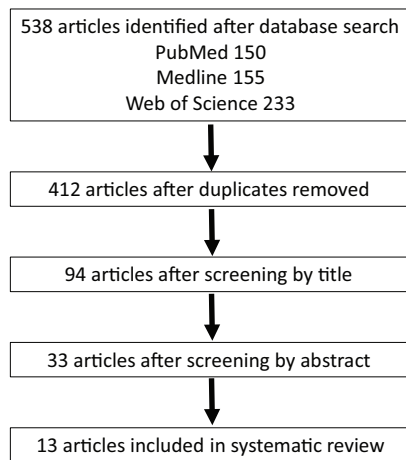 538 articles identified after database search
PubMed 150
Medline 155
Web of Science 233
412 articles after duplicates removed
94 articles after screening by title
33 articles after screening by abstract
13 articles included in systematic review